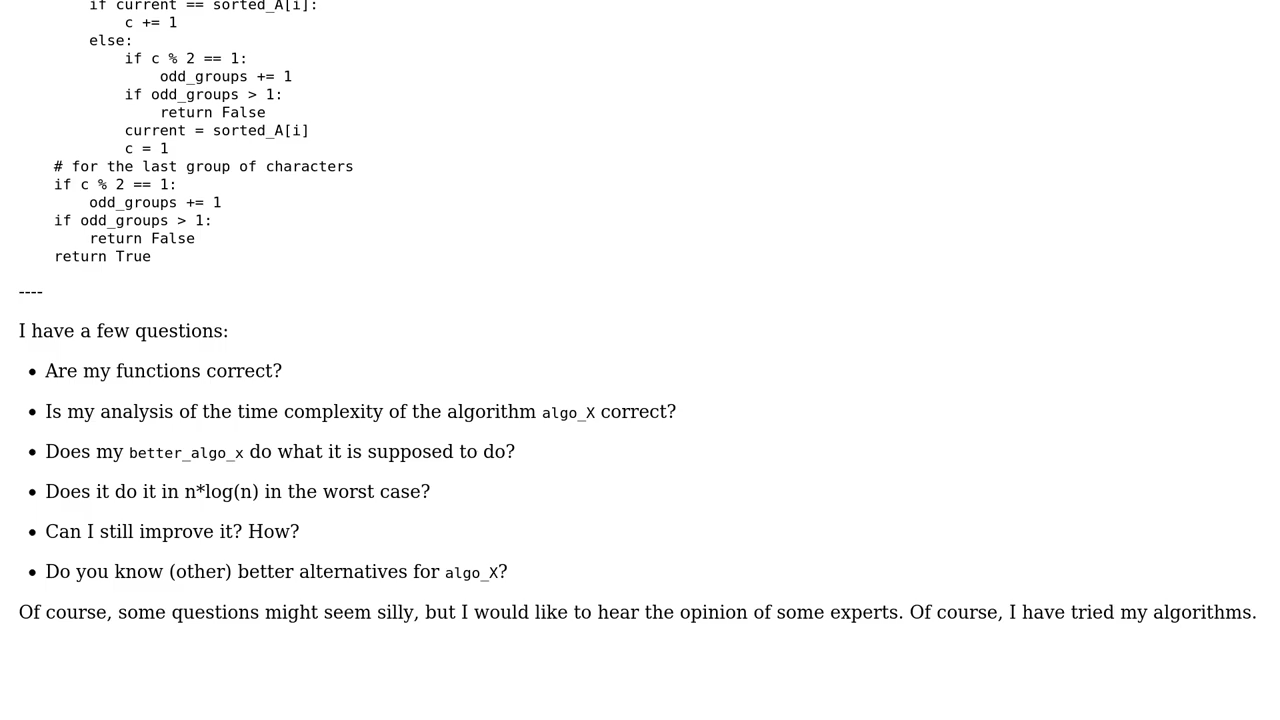 if current == sorted_A[i]:
c += 1
else:
if c % 2 == 1:
odd_groups += 1
if odd_groups > 1:
return False
current = sorted_A[i]
c = 1
# for the last group of characters
if c % 2 == 1:
odd_groups += 1
if odd_groups > 1:
return False
return True
----
I have a few questions:
• Are my functions correct?
• Is my analysis of the time complexity of the algorithm algo_X correct?
• Does my better_algo_x do what it is supposed to do?
• Does it do it in n*log(n) in the worst case?
• Can I still improve it? How?
• Do you know (other) better alternatives for algo_X?
Of course, some questions might seem silly, but I would like to hear the opinion of some experts. Of course, I have tried my algorithms.